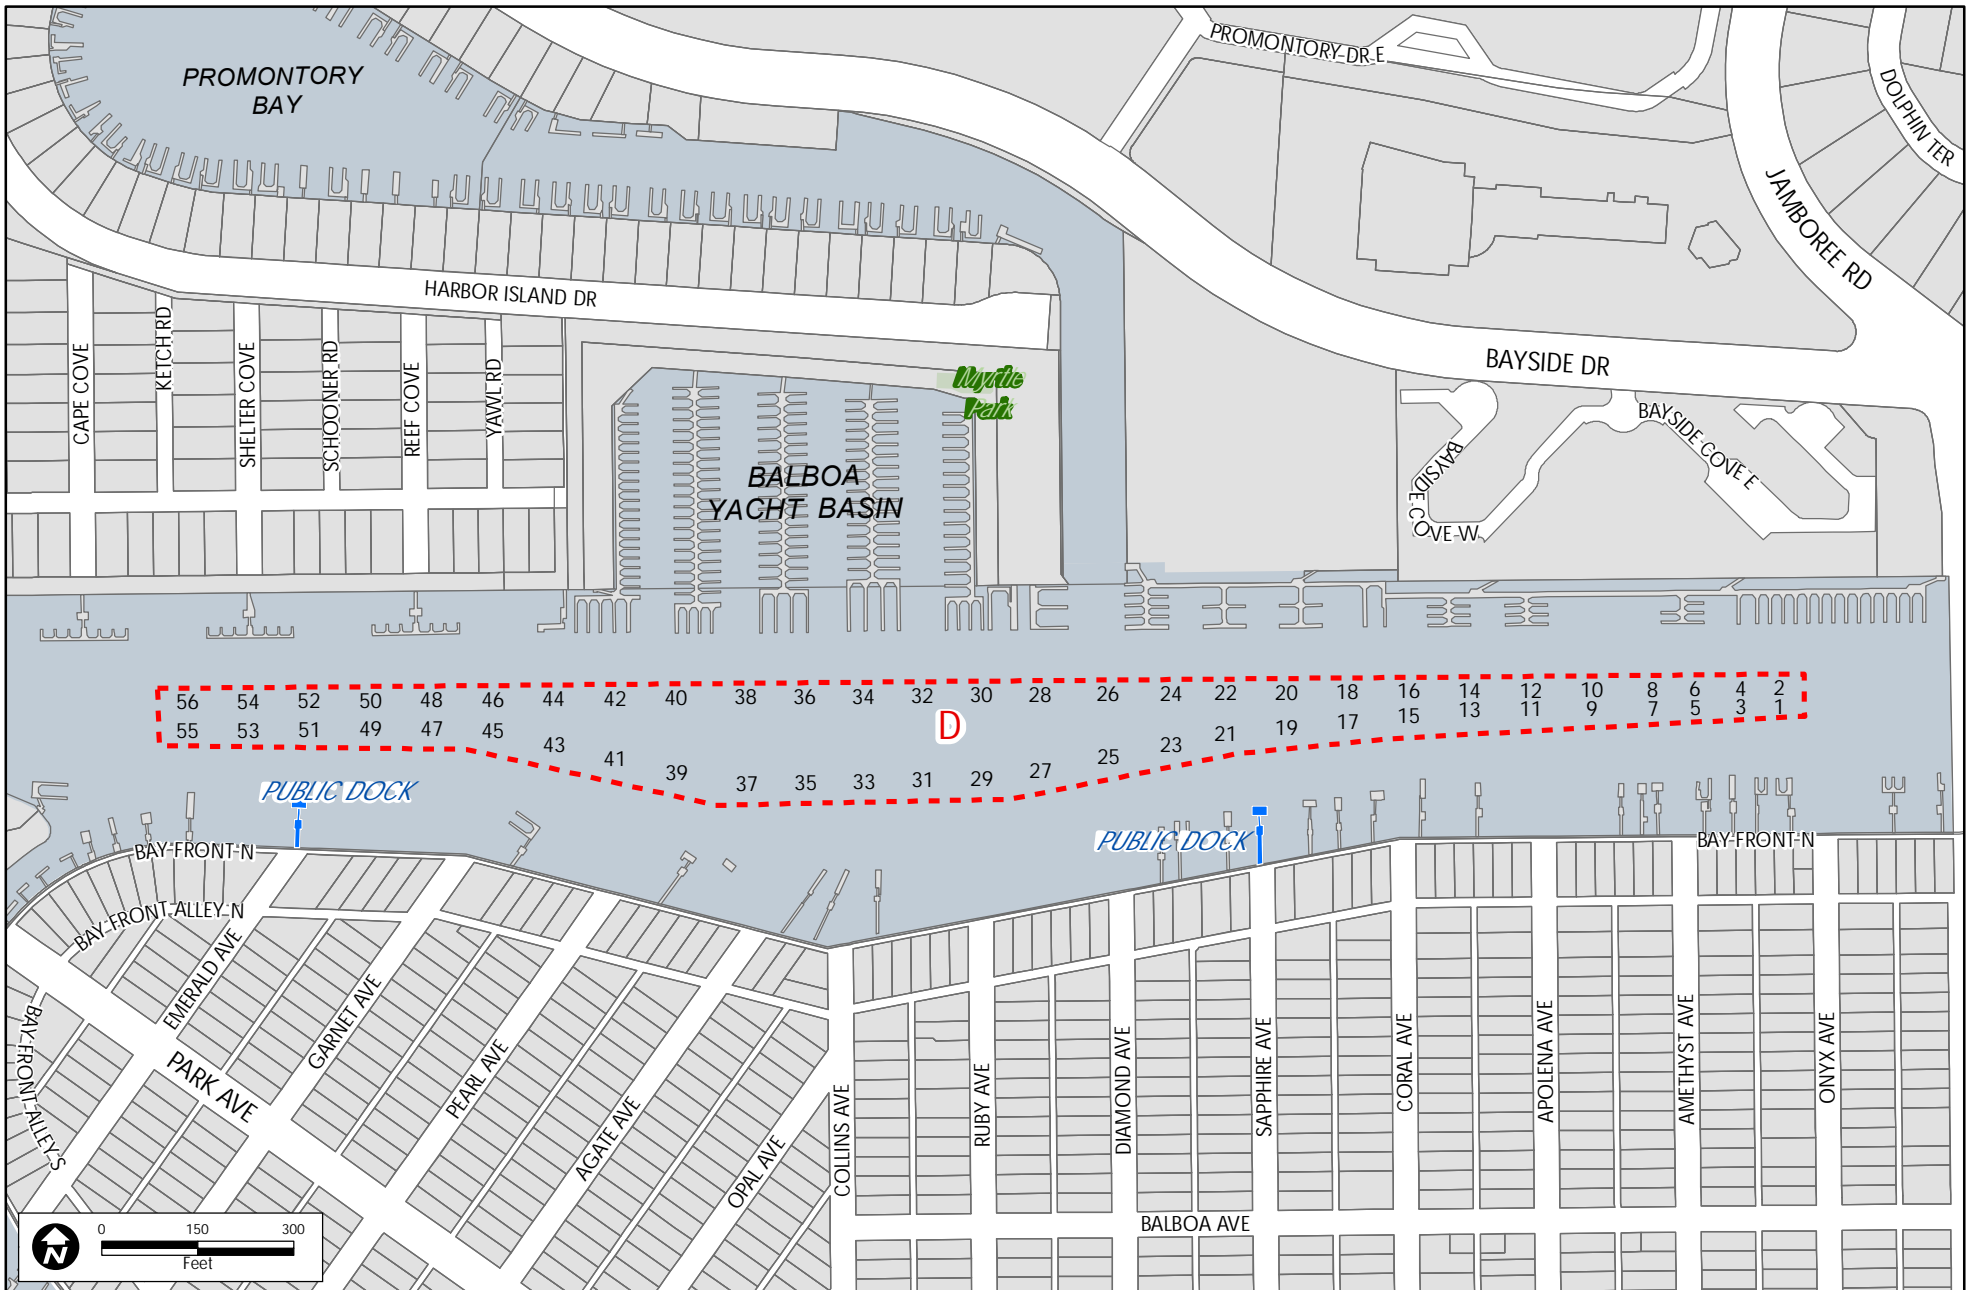 PROMONTORY
BAY
PROMONTORY DR E
DOLPHIN TER
JAMBOREE RD
HARBOR ISLAND DR
BAYSIDE DR
CAPE COVE
KETCH RD
SHELTER COVE
SCHOONER RD
REEF COVE
YAWL RD
Myrtle
Park
BALBOA
YACHT BASIN
BAYSIDE COVE W
BAYSIDE COVE E
56 54 52 50 48 46 44 42 40 38 36 34 32 30 28 26 24 22 20 18 16 14 12 10 8 6 4 2
55 53 51 49 47 45 43 41 39 37 35 33 31 29 27 25 23 21 19 17 15 13 11 9 7 5 3 1
D
PUBLIC DOCK
PUBLIC DOCK
BAY FRONT N
BAY FRONT N
BAY FRONT ALLEY N
BAY FRONT ALLEY S
EMERALD AVE
GARNET AVE
PARK AVE
PEARL AVE
AGATE AVE
OPAL AVE
COLLINS AVE
RUBY AVE
DIAMOND AVE
SAPPHIRE AVE
CORAL AVE
APOLENA AVE
AMETHYST AVE
ONYX AVE
BALBOA AVE
N
0 150 300
Feet